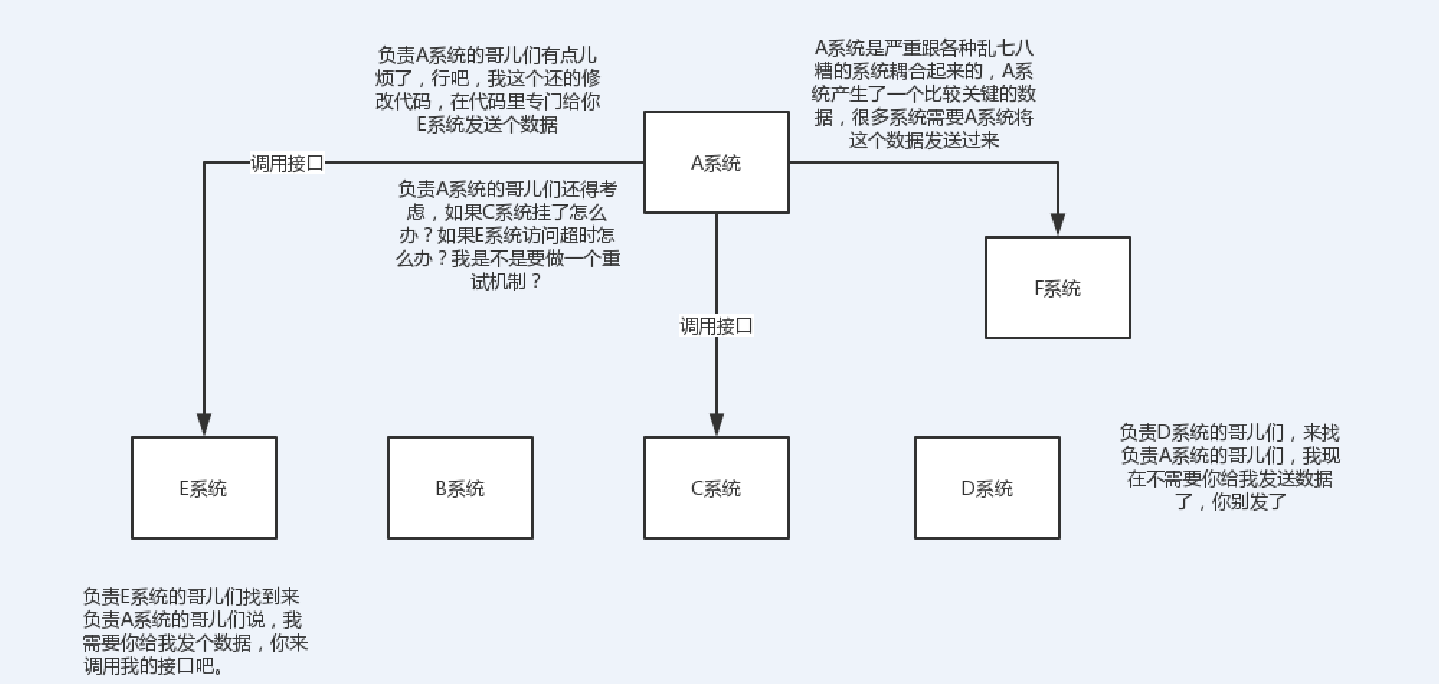 负责A系统的哥儿们有点儿
烦了，行吧，我这个还的修
改代码，在代码里专门给你
E系统发送个数据
A系统是严重跟各种乱七八
糟的系统耦合起来的，A系
统产生了一个比较关键的数
据，很多系统需要A系统将
这个数据发送过来
调用接口
A系统
负责A系统的哥儿们还得考
虑，如果C系统挂了怎么
办？如果E系统访问超时怎
么办？我是不是要做一个重
试机制？
F系统
调用接口
E系统
B系统
C系统
D系统
负责D系统的哥儿们，来找
负责A系统的哥儿们，我现
在不需要你给我发送数据
了，你别发了
负责E系统的哥儿们找到来
负责A系统的哥儿们说，我
需要你给我发个数据，你来
调用我的接口吧。